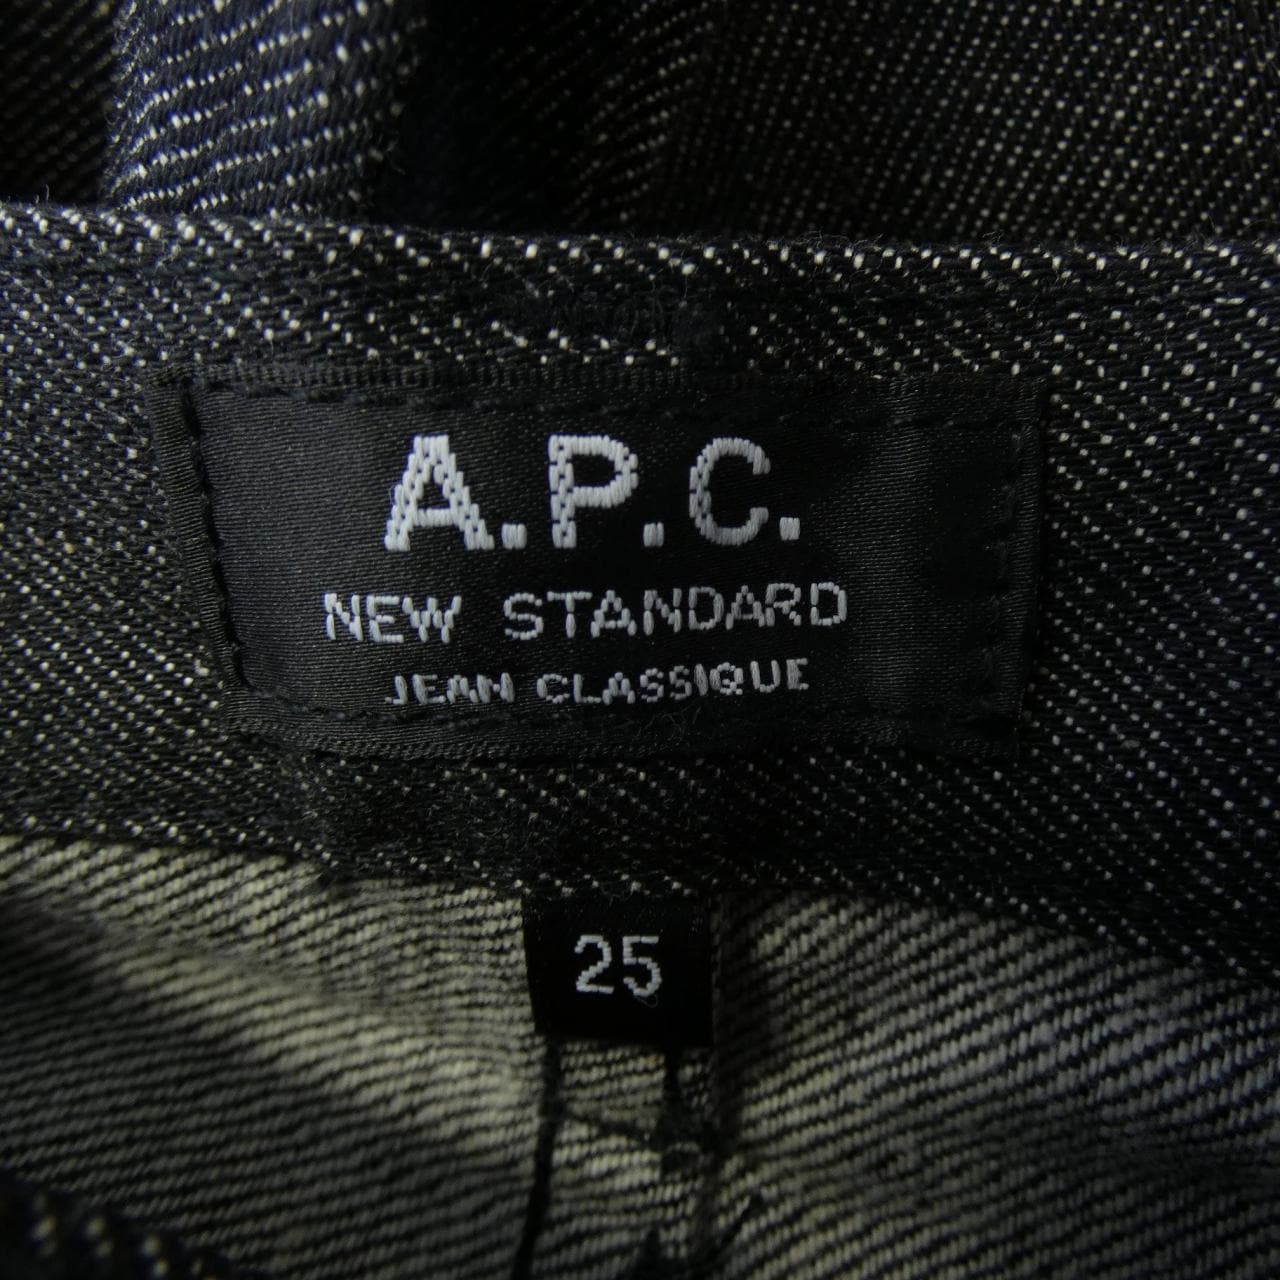 A.P.C.
NEW STANDARD
JEAN CLASSIQUE
25